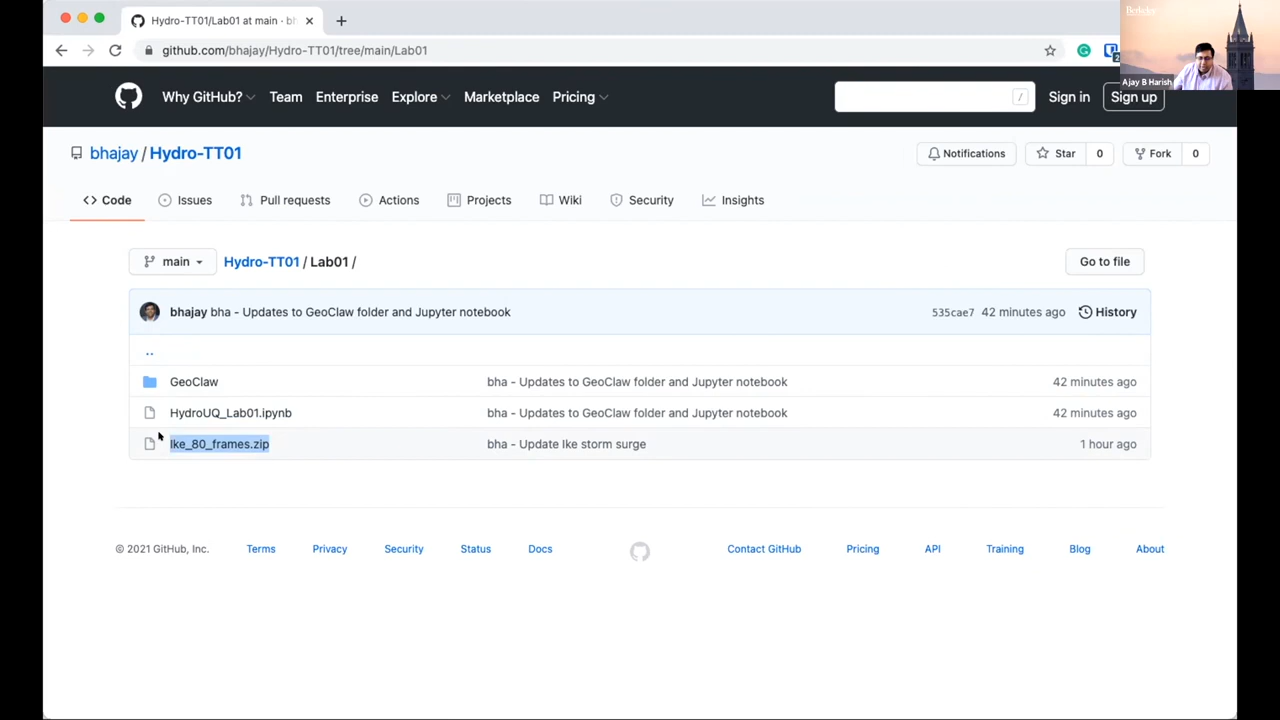 Hydro-TT01/Lab01 at main · bh
github.com/bhajay/Hydro-TT01/tree/main/Lab01
2
Berkeley
Ajay B Harish
Why GitHub? Team Enterprise Explore Marketplace Pricing / Sign in Sign up
bhajay / Hydro-TT01 Notifications Star 0 Fork 0
<> Code Issues Pull requests Actions Projects Wiki Security Insights
main Hydro-TT01 / Lab01 / Go to file
bhajay bha - Updates to GeoClaw folder and Jupyter notebook 535cae7 42 minutes ago History
..
GeoClaw bha - Updates to GeoClaw folder and Jupyter notebook 42 minutes ago
HydroUQ_Lab01.ipynb bha - Updates to GeoClaw folder and Jupyter notebook 42 minutes ago
Ike_80_frames.zip bha - Update Ike storm surge 1 hour ago
© 2021 GitHub, Inc. Terms Privacy Security Status Docs Contact GitHub Pricing API Training Blog About